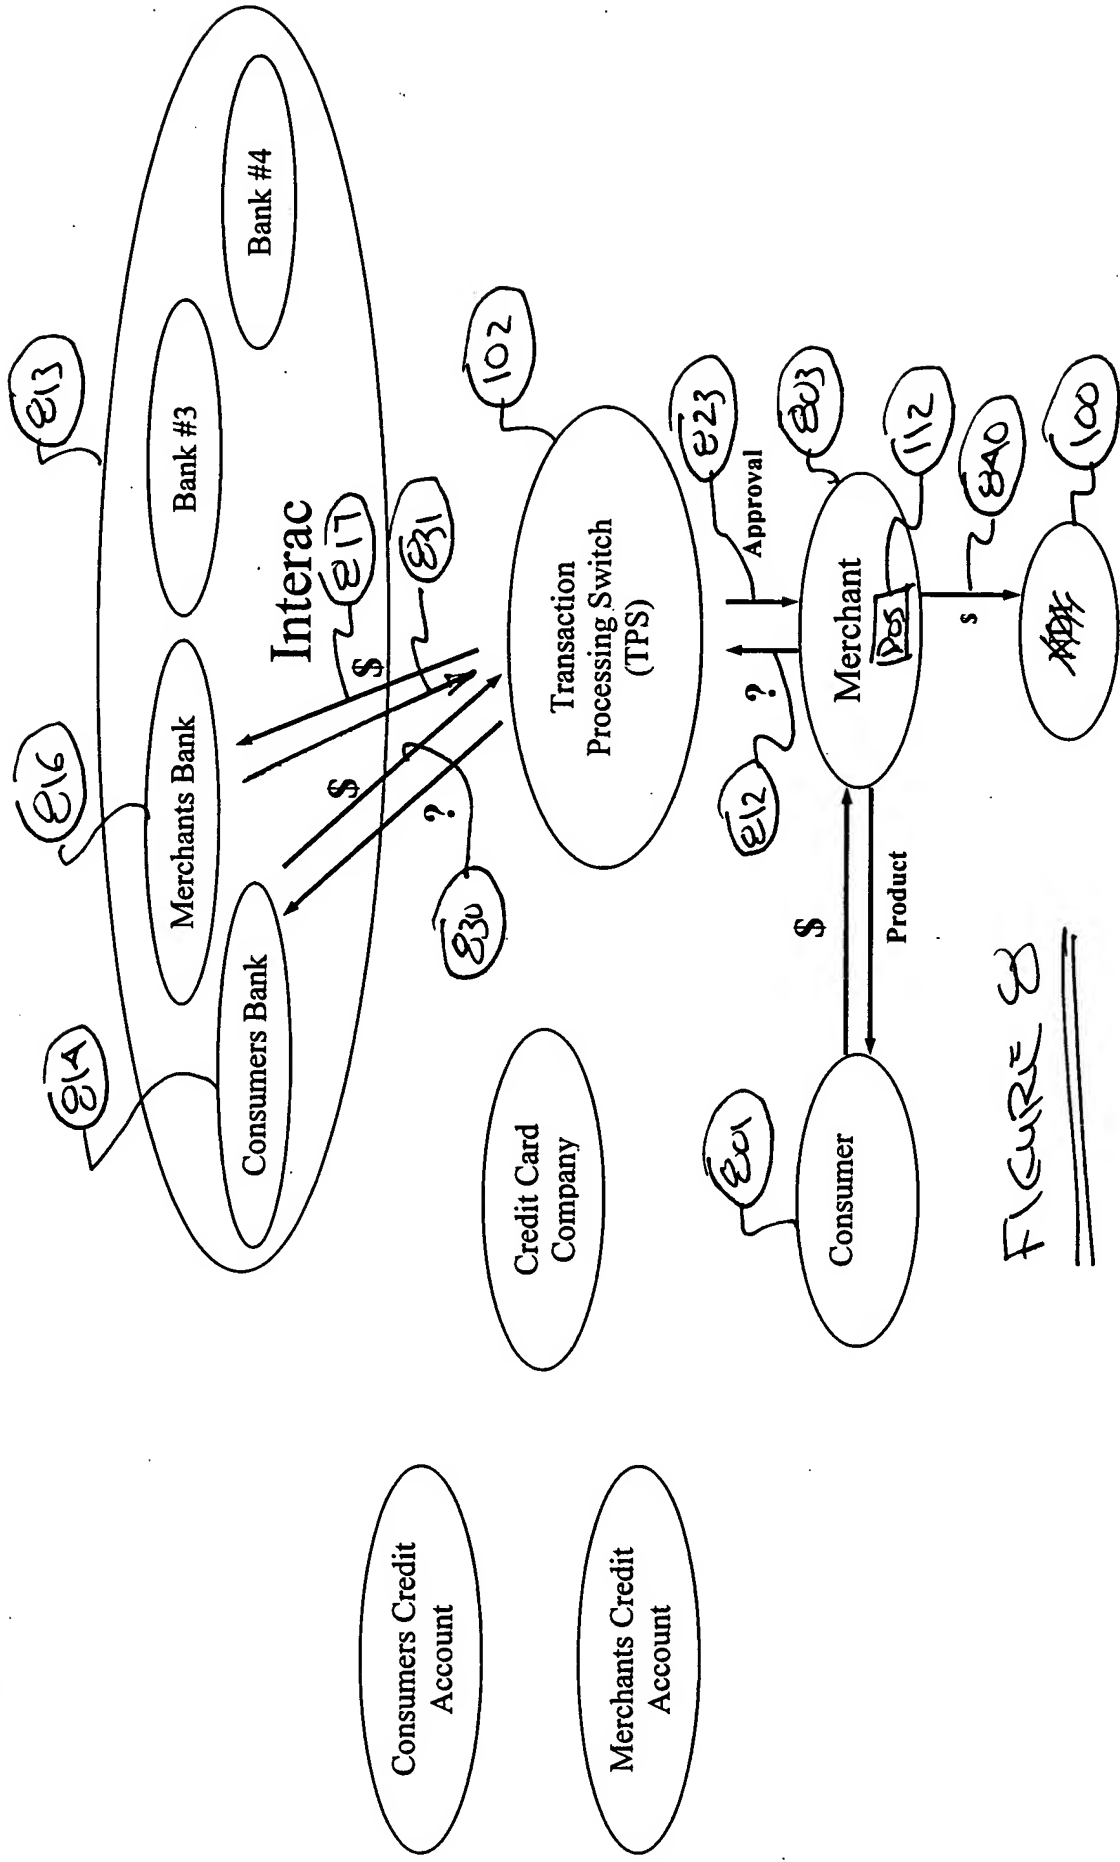 813
816
814
Bank #4
Bank #3
Merchants Bank
Consumers Bank
Interac
817
831
$
$
?
830
102
Transaction
Processing Switch
(TPS)
Credit Card
Company
Consumers Credit
Account
Merchants Credit
Account
823
Approval
812
?
803
Merchant
POS
112
840
$
100
$
Product
801
Consumer
FIGURE 8